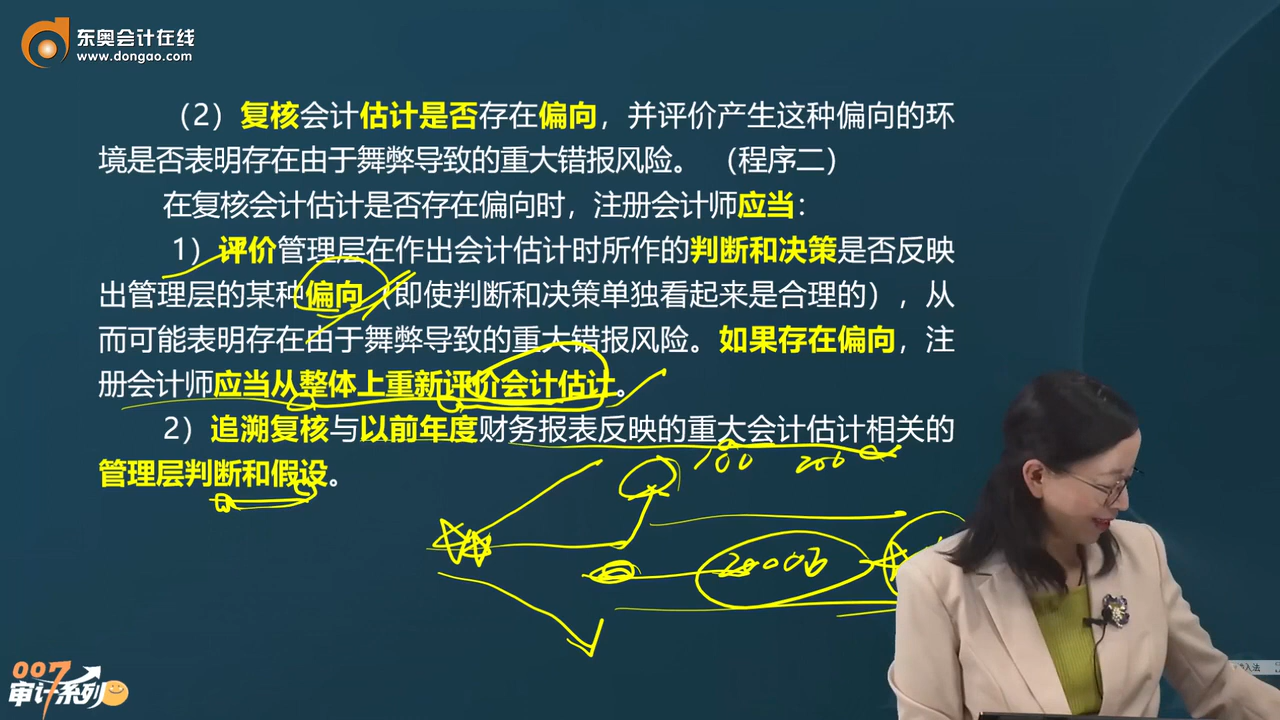 东奥会计在线
www.dongao.com
（2）复核会计估计是否存在偏向，并评价产生这种偏向的环
境是否表明存在由于舞弊导致的重大错报风险。（程序二）
在复核会计估计是否存在偏向时，注册会计师应当：
1）评价管理层在作出会计估计时所作的判断和决策是否反映
出管理层的某种偏向（即使判断和决策单独看起来是合理的），从
而可能表明存在由于舞弊导致的重大错报风险。如果存在偏向，注
册会计师应当从整体上重新评价会计估计。
2）追溯复核与以前年度财务报表反映的重大会计估计相关的
管理层判断和假设。
100 200
2000万
007
审计系列